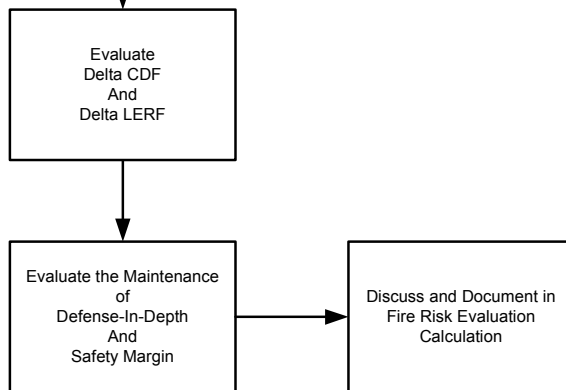 Evaluate
Delta CDF
And
Delta LERF
Evaluate the Maintenance
of
Defense-In-Depth
And
Safety Margin
Discuss and Document in
Fire Risk Evaluation
Calculation